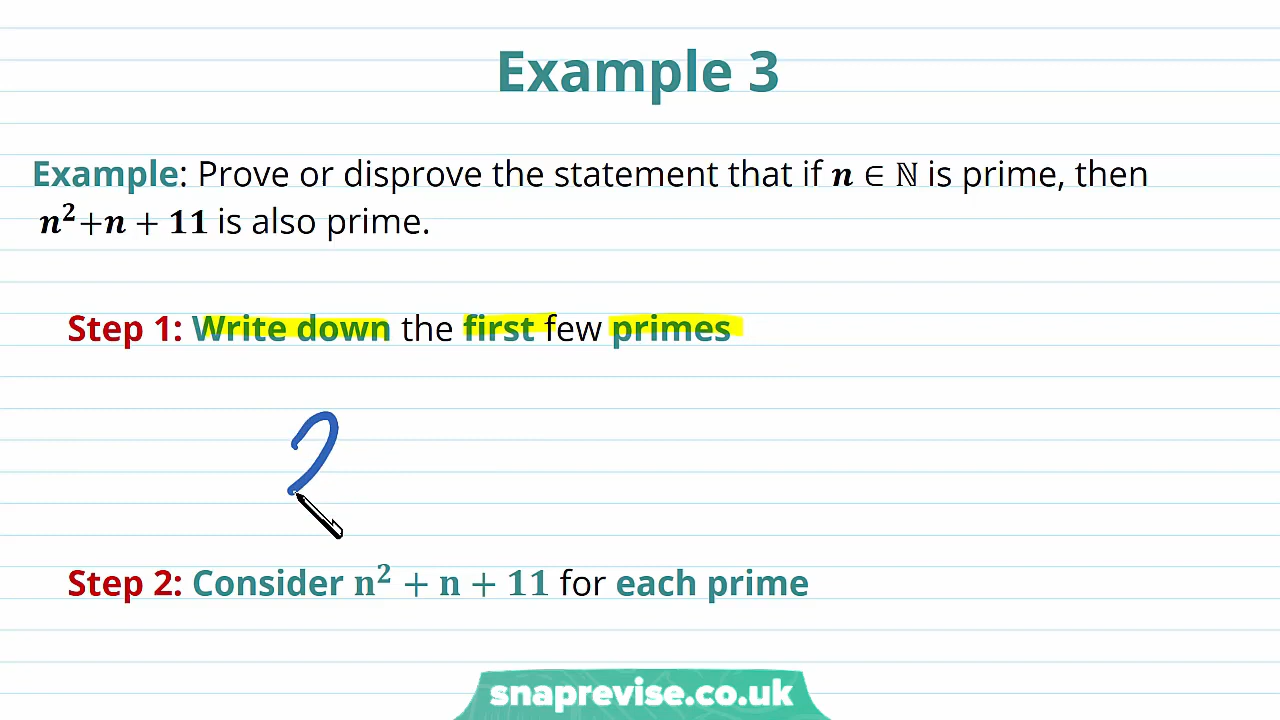 Example 3
Example: Prove or disprove the statement that if n ∈ ℕ is prime, then
n²+n + 11 is also prime.
Step 1: Write down the first few primes
2
Step 2: Consider n² + n + 11 for each prime
snaprevise.co.uk